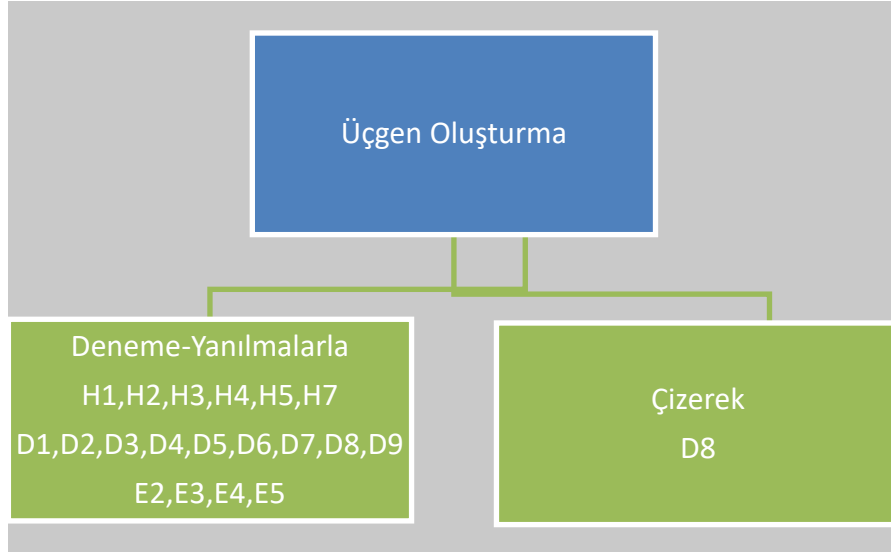 Üçgen Oluşturma
Deneme-Yanılmalarla
H1,H2,H3,H4,H5,H7
D1,D2,D3,D4,D5,D6,D7,D8,D9
E2,E3,E4,E5
Çizerek
D8